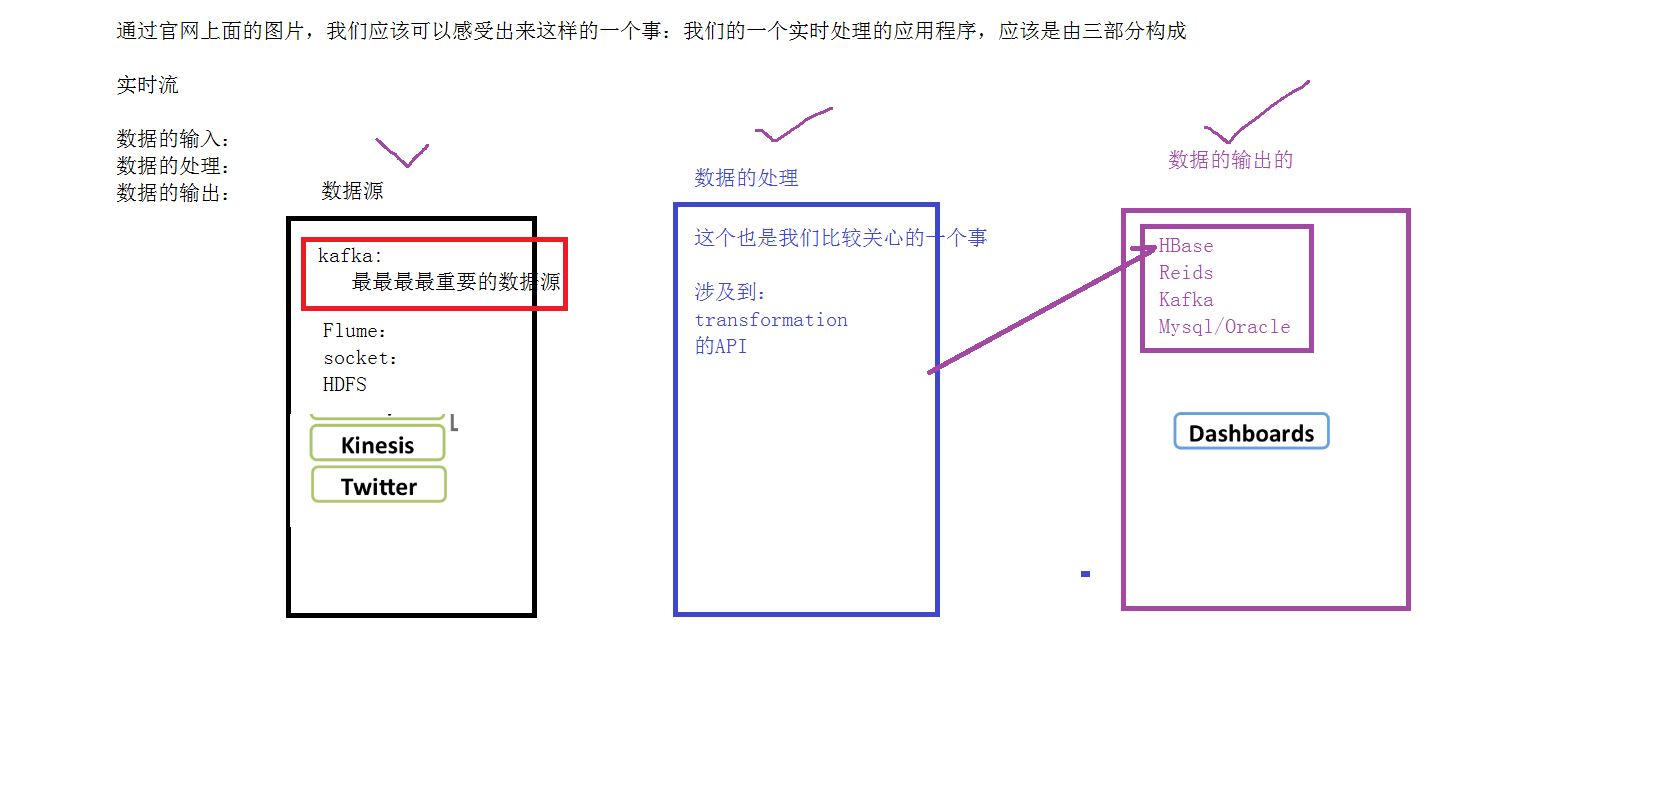 通过官网上面的图片，我们应该可以感受出来这样的一个事：我们的一个实时处理的应用程序，应该是由三部分构成
实时流
数据的输入：
数据的处理：
数据的输出：
数据源
kafka:
最最最最重要的数据源
Flume：
socket：
HDFS
Kinesis
Twitter
数据的处理
这个也是我们比较关心的一个事
涉及到：
transformation
的API
数据的输出的
HBase
Reids
Kafka
Mysql/Oracle
Dashboards